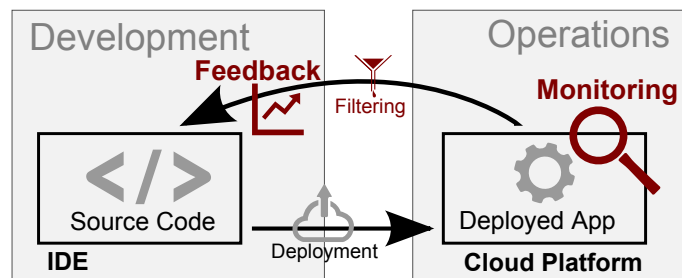 Development
Operations
Feedback
Filtering
Monitoring
</>
Source Code
Deployment
Deployed App
IDE
Cloud Platform